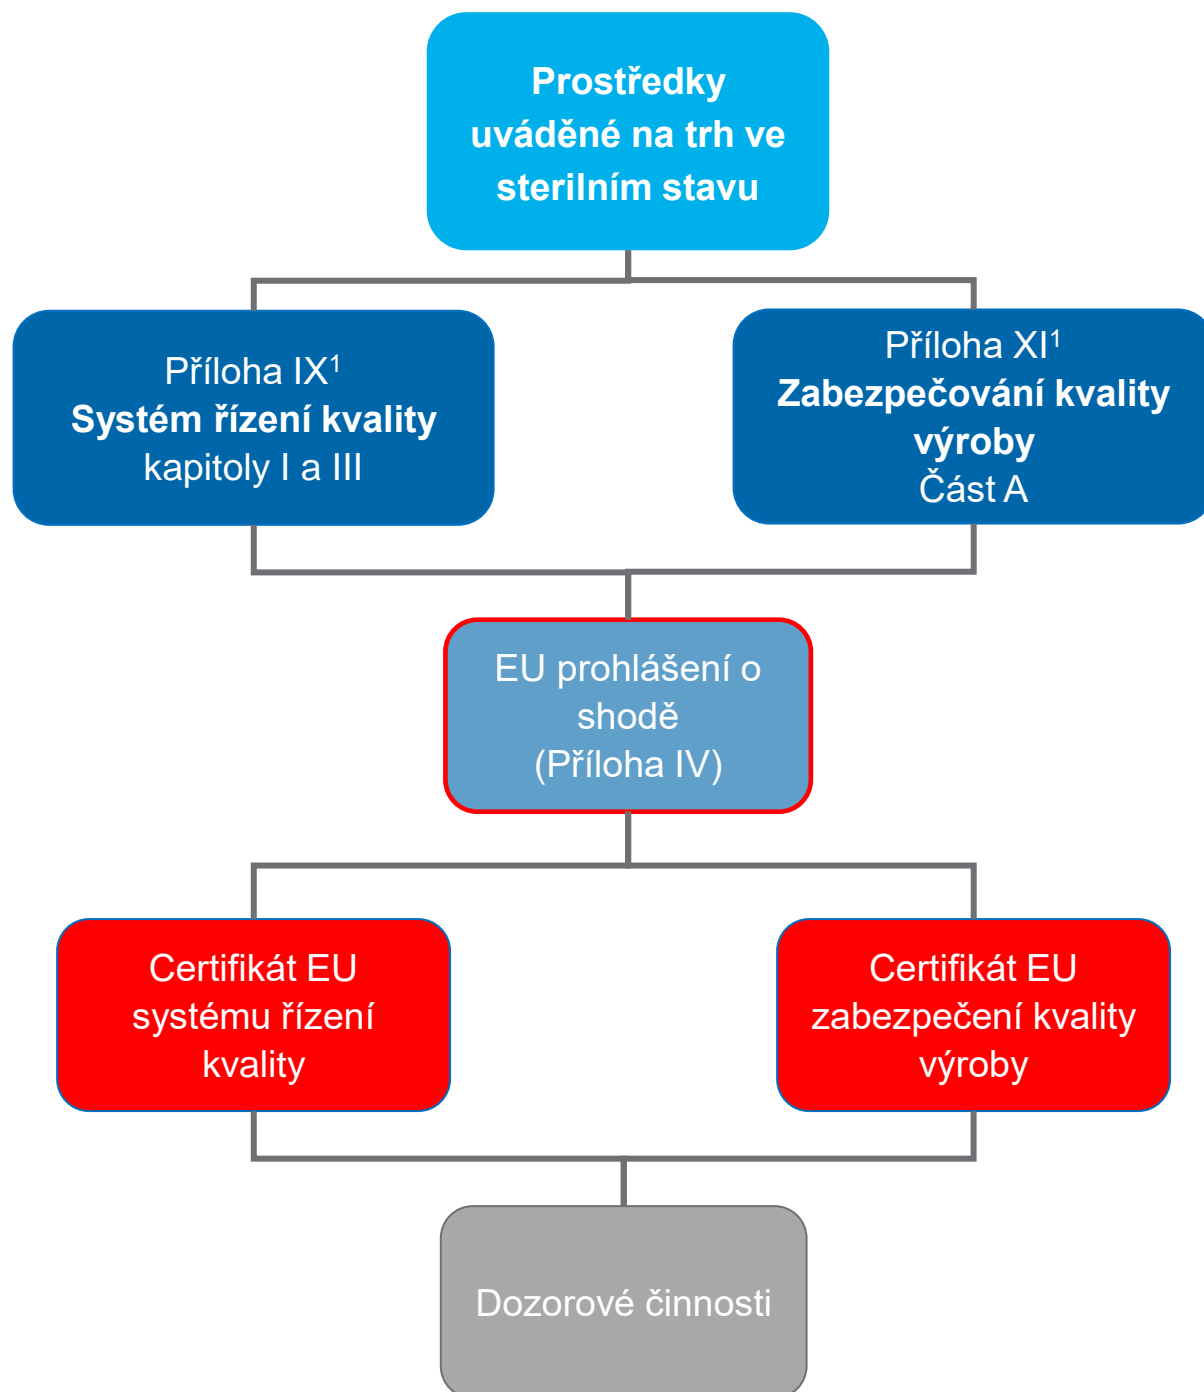 Prostředky
uváděné na trh ve
sterilním stavu
Příloha IX¹
Systém řízení kvality
kapitoly I a III
Příloha XI¹
Zabezpečování kvality
výroby
Část A
EU prohlášení o
shodě
(Příloha IV)
Certifikát EU
systému řízení
kvality
Certifikát EU
zabezpečení kvality
výroby
Dozorové činnosti